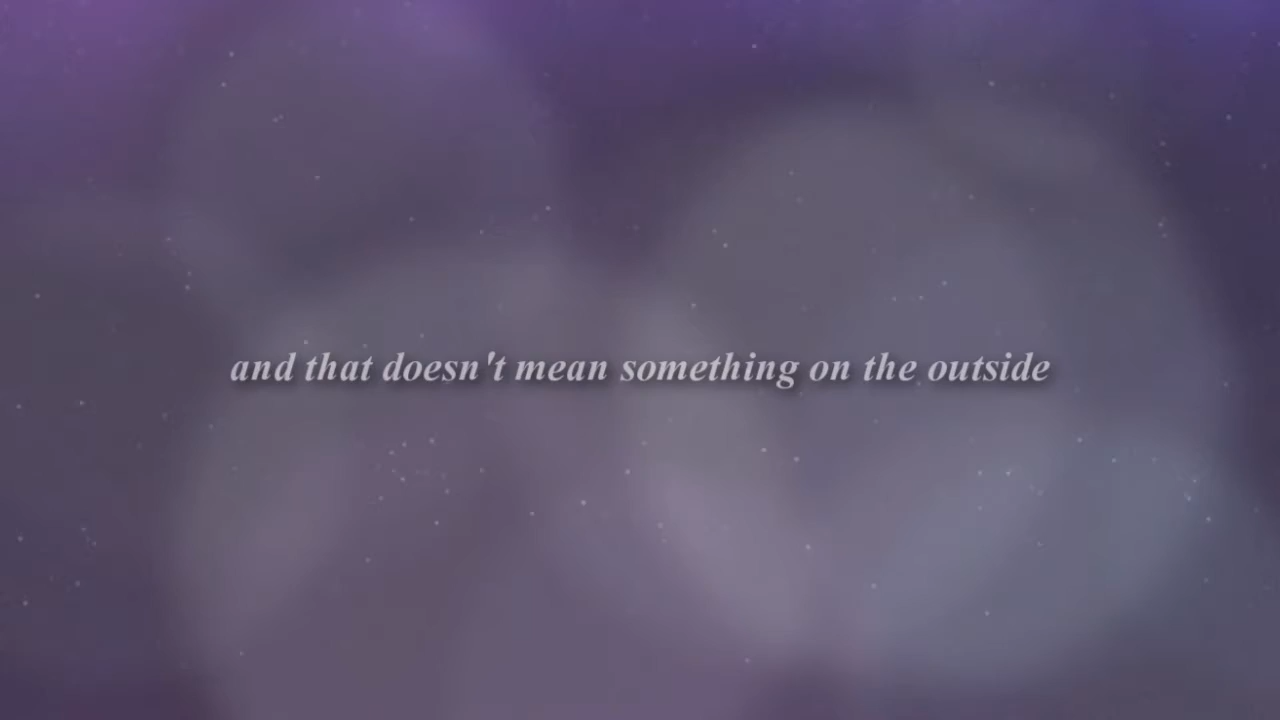 and that doesn't mean something on the outside